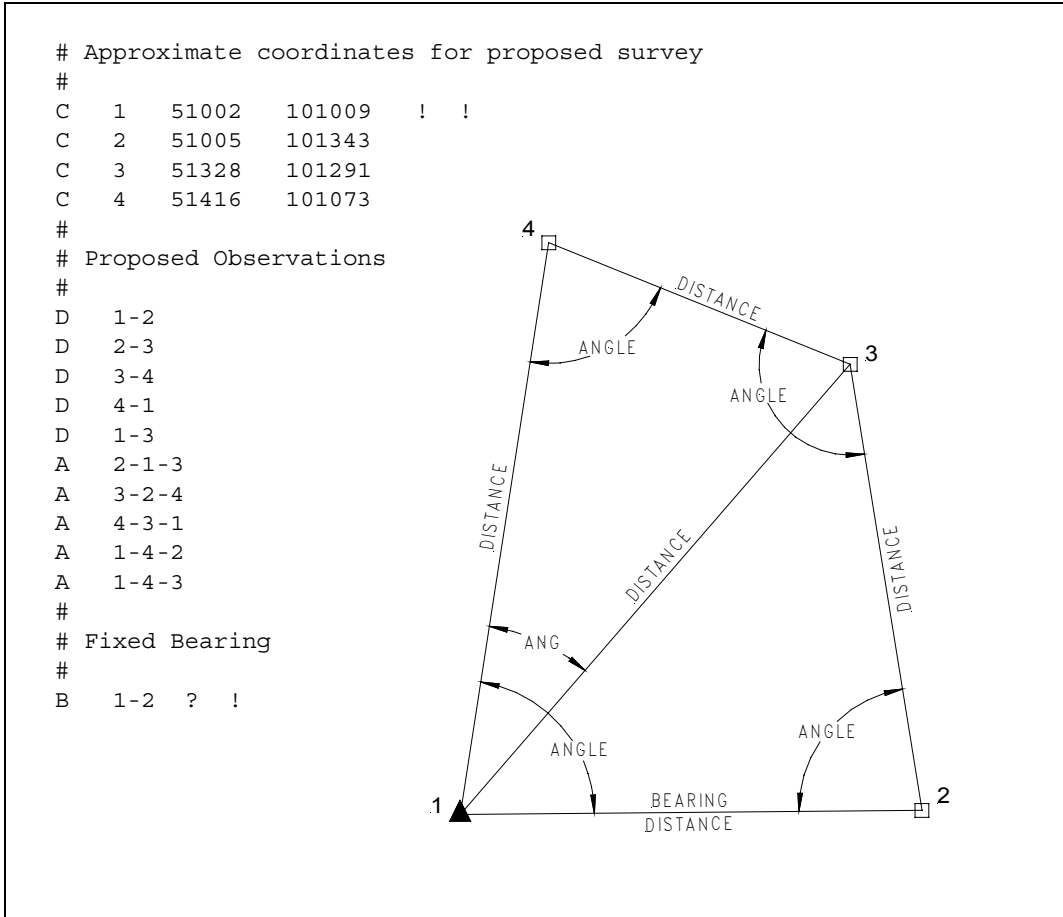 # Approximate coordinates for proposed survey
#
C 1 51002 101009 ! !
C 2 51005 101343
C 3 51328 101291
C 4 51416 101073
#
# Proposed Observations
#
D 1-2
D 2-3
D 3-4
D 4-1
D 1-3
A 2-1-3
A 3-2-4
A 4-3-1
A 1-4-2
A 1-4-3
#
# Fixed Bearing
#
B 1-2 ? !
4
DISTANCE
ANGLE
3
ANGLE
DISTANCE
DISTANCE
DISTANCE
ANG
ANGLE
ANGLE
1
BEARING
2
DISTANCE